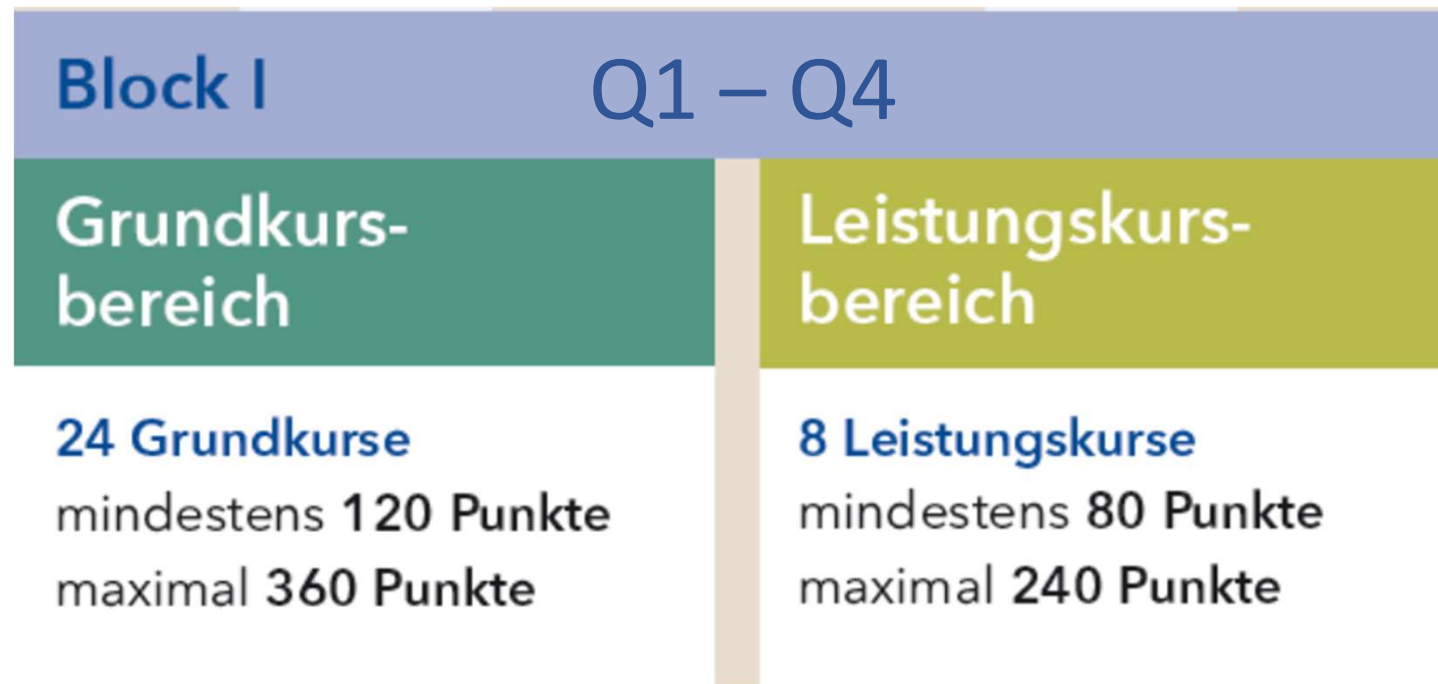 Block I
Q1 – Q4
Grundkurs-
bereich
24 Grundkurse
mindestens 120 Punkte
maximal 360 Punkte
Leistungskurs-
bereich
8 Leistungskurse
mindestens 80 Punkte
maximal 240 Punkte